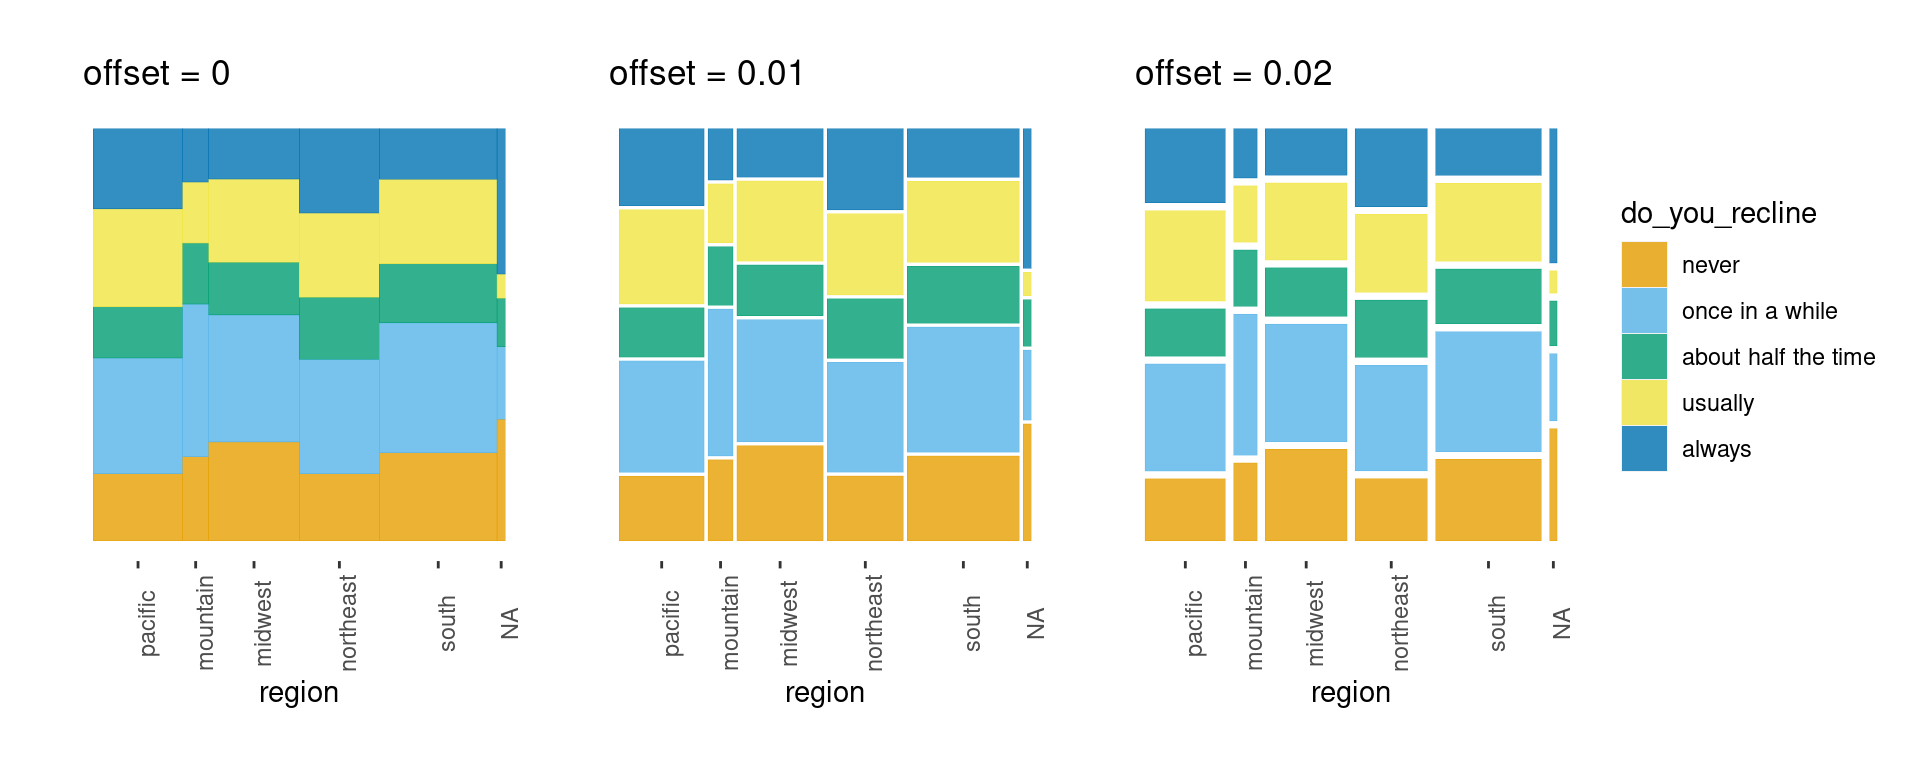 offset = 0
offset = 0.01
offset = 0.02
pacific
mountain
midwest
northeast
south
NA
region
pacific
mountain
midwest
northeast
south
NA
region
pacific
mountain
midwest
northeast
south
NA
region
do_you_recline
never
once in a while
about half the time
usually
always